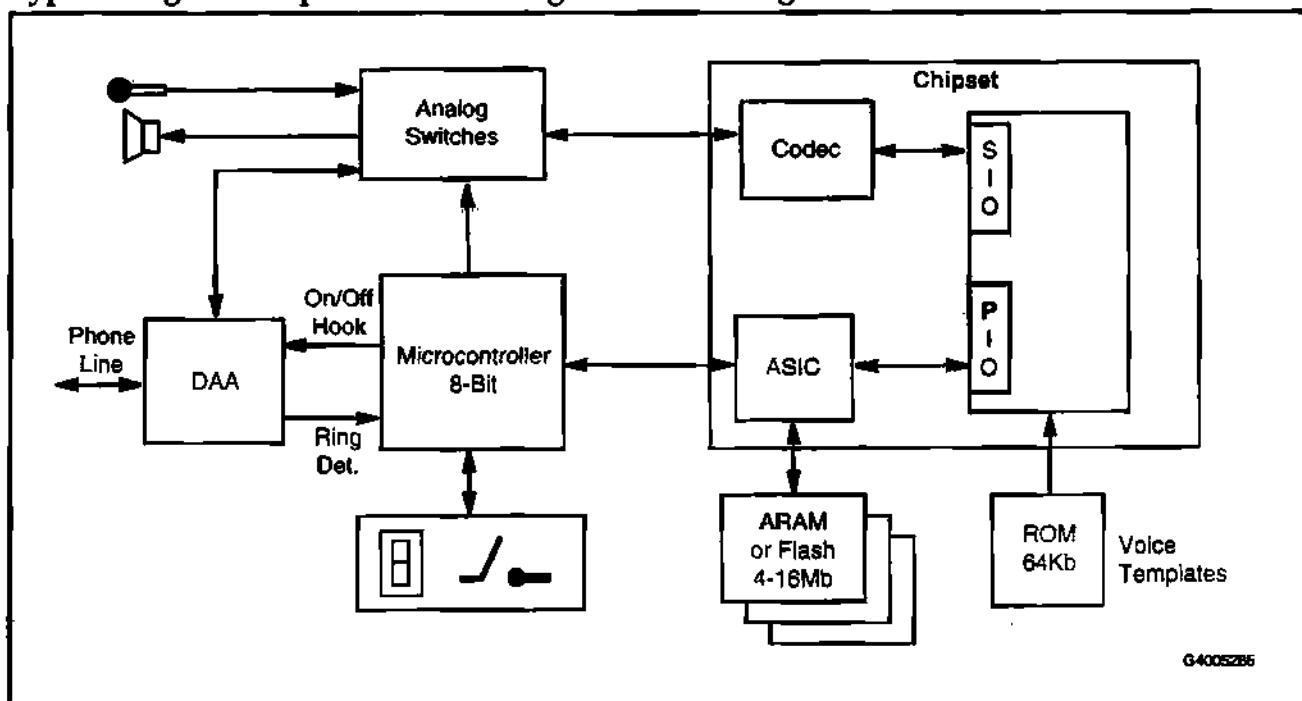 Chipset
Analog
Switches
Codec
S
I
O
On/Off
Hook
Phone
Line
DAA
Microcontroller
8-Bit
ASIC
P
I
O
Ring
Det.
ARAM
or Flash
4-16Mb
ROM
64Kb
Voice
Templates